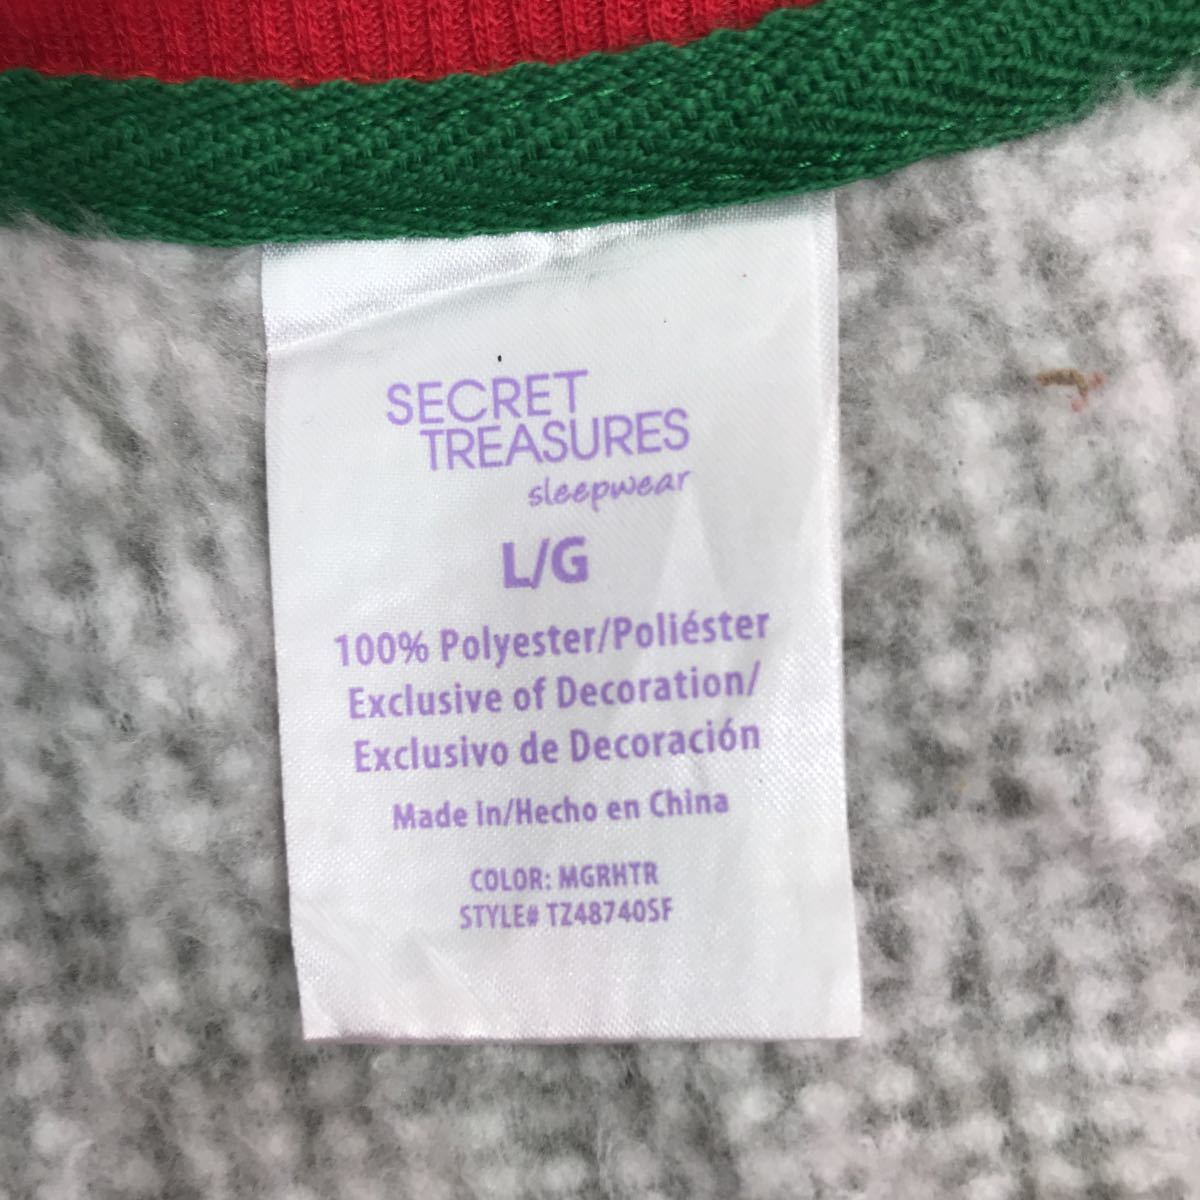 SECRET
TREASURES
sleepwear
L/G
100% Polyester/Poliéster
Exclusive of Decoration/
Exclusivo de Decoración
Made In/Hecho en China
COLOR: MGRHTR
STYLE# TZ48740SF